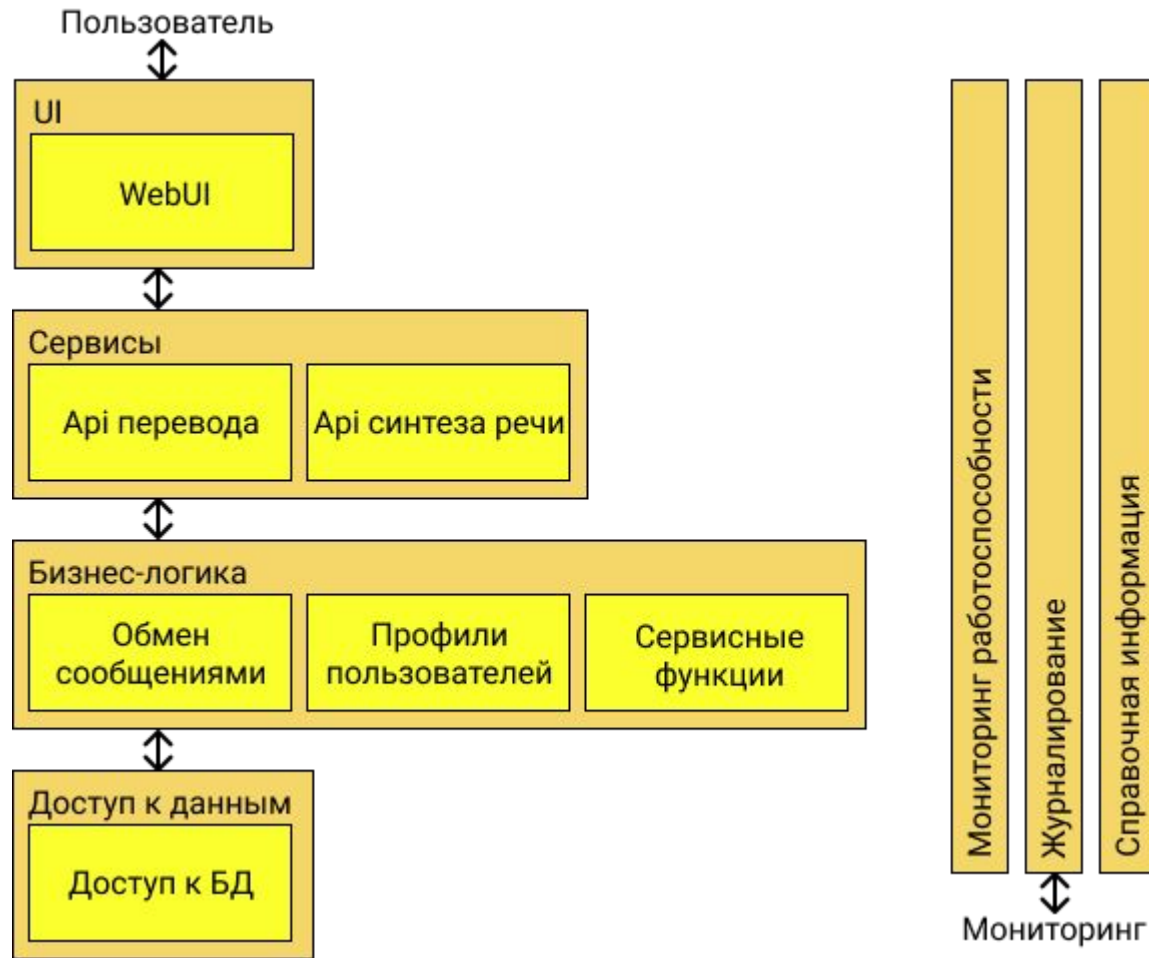 Пользователь
UI
WebUI
Сервисы
Api перевода
Api синтеза речи
Бизнес-логика
Обмен
сообщениями
Профили
пользователей
Сервисные
функции
Доступ к данным
Доступ к БД
Мониторинг работоспособности
Журналирование
Справочная информация
Мониторинг